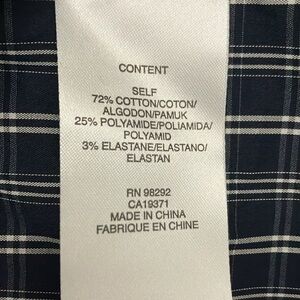 CONTENT
SELF
72% COTTON/COTON/
ALGODON/PAMUK
25% POLYAMIDE/POLIAMIDA/
POLYAMID
3% ELASTANE/ELASTANO/
ELASTAN
RN 98292
CA19371
MADE IN CHINA
FABRIQUE EN CHINE